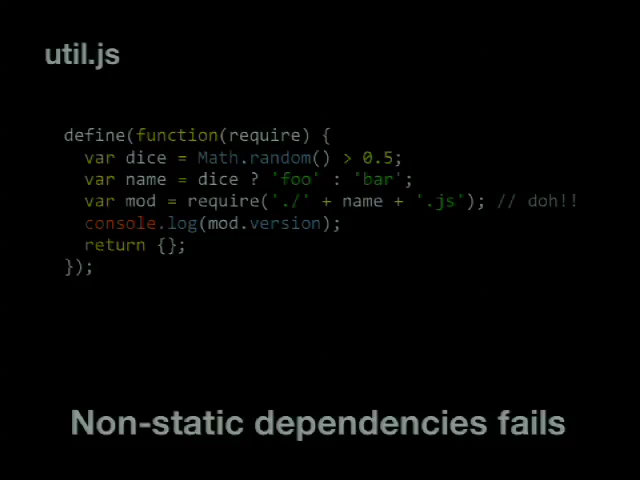 util.js
define(function(require) {
var dice = Math.random() > 0.5;
var name = dice ? 'foo' : 'bar';
var mod = require('./' + name + '.js'); // doh!!
console.log(mod.version);
return {};
});
Non-static dependencies fails